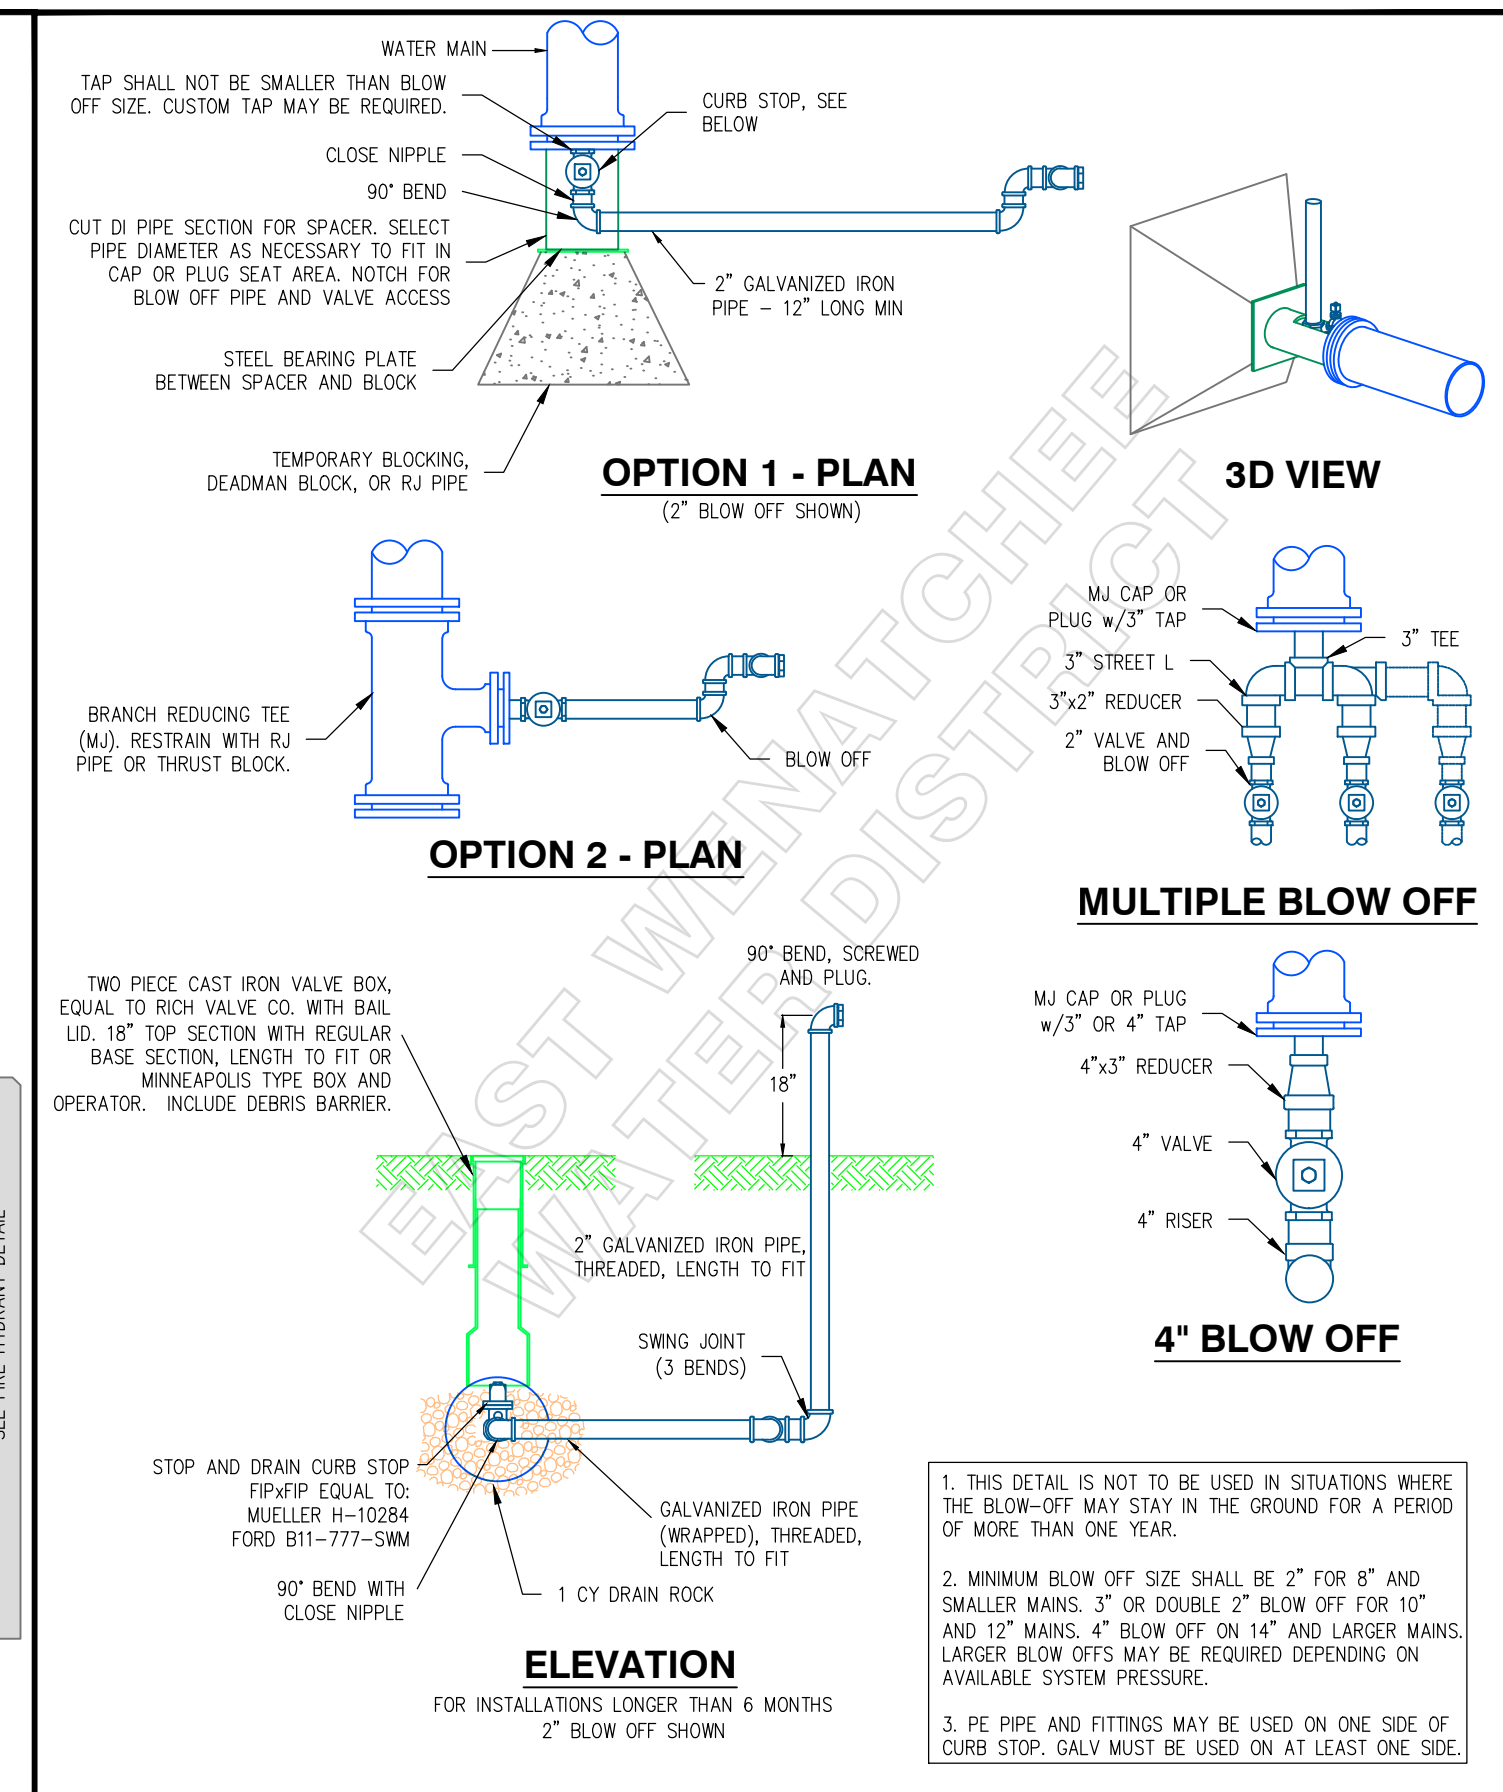 WATER MAIN
TAP SHALL NOT BE SMALLER THAN BLOW
OFF SIZE. CUSTOM TAP MAY BE REQUIRED.
CURB STOP, SEE
BELOW
CLOSE NIPPLE
90° BEND
CUT DI PIPE SECTION FOR SPACER. SELECT
PIPE DIAMETER AS NECESSARY TO FIT IN
CAP OR PLUG SEAT AREA. NOTCH FOR
BLOW OFF PIPE AND VALVE ACCESS
2" GALVANIZED IRON
PIPE - 12" LONG MIN
STEEL BEARING PLATE
BETWEEN SPACER AND BLOCK
TEMPORARY BLOCKING,
DEADMAN BLOCK, OR RJ PIPE
OPTION 1 - PLAN
(2" BLOW OFF SHOWN)
3D VIEW
BRANCH REDUCING TEE
(MJ). RESTRAIN WITH RJ
PIPE OR THRUST BLOCK.
BLOW OFF
OPTION 2 - PLAN
MJ CAP OR
PLUG w/3" TAP
3" TEE
3" STREET L
3"x2" REDUCER
2" VALVE AND
BLOW OFF
MULTIPLE BLOW OFF
EAST WENATCHEE
WATER DISTRICT
TWO PIECE CAST IRON VALVE BOX,
EQUAL TO RICH VALVE CO. WITH BAIL
LID. 18" TOP SECTION WITH REGULAR
BASE SECTION, LENGTH TO FIT OR
MINNEAPOLIS TYPE BOX AND
OPERATOR.  INCLUDE DEBRIS BARRIER.
90° BEND, SCREWED
AND PLUG.
18"
2" GALVANIZED IRON PIPE,
THREADED, LENGTH TO FIT
SWING JOINT
(3 BENDS)
STOP AND DRAIN CURB STOP
FIPxFIP EQUAL TO:
MUELLER H-10284
FORD B11-777-SWM
90° BEND WITH
CLOSE NIPPLE
GALVANIZED IRON PIPE
(WRAPPED), THREADED,
LENGTH TO FIT
1 CY DRAIN ROCK
ELEVATION
FOR INSTALLATIONS LONGER THAN 6 MONTHS
2" BLOW OFF SHOWN
MJ CAP OR PLUG
w/3" OR 4" TAP
4"x3" REDUCER
4" VALVE
4" RISER
4" BLOW OFF
1. THIS DETAIL IS NOT TO BE USED IN SITUATIONS WHERE
THE BLOW-OFF MAY STAY IN THE GROUND FOR A PERIOD
OF MORE THAN ONE YEAR.
2. MINIMUM BLOW OFF SIZE SHALL BE 2" FOR 8" AND
SMALLER MAINS. 3" OR DOUBLE 2" BLOW OFF FOR 10"
AND 12" MAINS. 4" BLOW OFF ON 14" AND LARGER MAINS.
LARGER BLOW OFFS MAY BE REQUIRED DEPENDING ON
AVAILABLE SYSTEM PRESSURE.
3. PE PIPE AND FITTINGS MAY BE USED ON ONE SIDE OF
CURB STOP. GALV MUST BE USED ON AT LEAST ONE SIDE.
SEE FIRE HYDRANT DETAIL